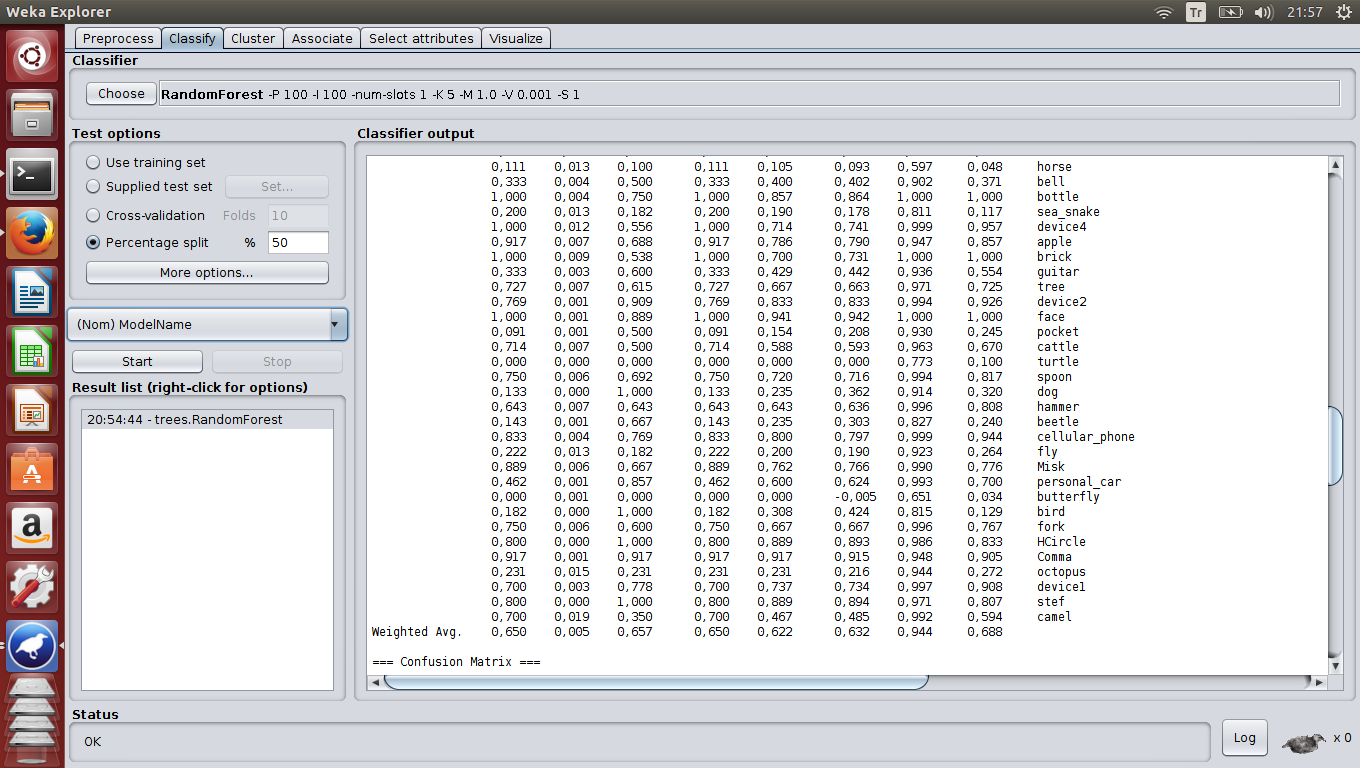 Weka Explorer
Tr
21:57
Preprocess Classify Cluster Associate Select attributes Visualize
Classifier
Choose RandomForest -P 100 -I 100 -num-slots 1 -K 5 -M 1.0 -V 0.001 -S 1
Test options
Use training set
Supplied test set Set...
Cross-validation Folds 10
Percentage split % 50
More options...
(Nom) ModelName
Start Stop
Result list (right-click for options)
20:54:44 - trees.RandomForest
Classifier output
0,111 0,013 0,100 0,111 0,105 0,093 0,597 0,048 horse
0,333 0,004 0,500 0,333 0,400 0,402 0,902 0,371 bell
1,000 0,004 0,750 1,000 0,857 0,864 1,000 1,000 bottle
0,200 0,013 0,182 0,200 0,190 0,178 0,811 0,117 sea_snake
1,000 0,012 0,556 1,000 0,714 0,741 0,999 0,957 device4
0,917 0,007 0,688 0,917 0,786 0,790 0,947 0,857 apple
1,000 0,009 0,538 1,000 0,700 0,731 1,000 1,000 brick
0,333 0,003 0,600 0,333 0,429 0,442 0,936 0,554 guitar
0,727 0,007 0,615 0,727 0,667 0,663 0,971 0,725 tree
0,769 0,001 0,909 0,769 0,833 0,833 0,994 0,926 device2
1,000 0,001 0,889 1,000 0,941 0,942 1,000 1,000 face
0,091 0,001 0,500 0,091 0,154 0,208 0,930 0,245 pocket
0,714 0,007 0,500 0,714 0,588 0,593 0,963 0,670 cattle
0,000 0,000 0,000 0,000 0,000 0,000 0,773 0,100 turtle
0,750 0,006 0,692 0,750 0,720 0,716 0,994 0,817 spoon
0,133 0,000 1,000 0,133 0,235 0,362 0,914 0,320 dog
0,643 0,007 0,643 0,643 0,643 0,636 0,996 0,808 hammer
0,143 0,001 0,667 0,143 0,235 0,303 0,827 0,240 beetle
0,833 0,004 0,769 0,833 0,800 0,797 0,999 0,944 cellular_phone
0,222 0,013 0,182 0,222 0,200 0,190 0,923 0,264 fly
0,889 0,006 0,667 0,889 0,762 0,766 0,990 0,776 Misk
0,462 0,001 0,857 0,462 0,600 0,624 0,993 0,700 personal_car
0,000 0,001 0,000 0,000 0,000 -0,005 0,651 0,034 butterfly
0,182 0,000 1,000 0,182 0,308 0,424 0,815 0,129 bird
0,750 0,006 0,600 0,750 0,667 0,667 0,996 0,767 fork
0,800 0,000 1,000 0,800 0,889 0,893 0,986 0,833 HCircle
0,917 0,001 0,917 0,917 0,917 0,915 0,948 0,905 Comma
0,231 0,015 0,231 0,231 0,231 0,216 0,944 0,272 octopus
0,700 0,003 0,778 0,700 0,737 0,734 0,997 0,908 device1
0,800 0,000 1,000 0,800 0,889 0,894 0,971 0,807 stef
0,700 0,019 0,350 0,700 0,467 0,485 0,992 0,594 camel
Weighted Avg. 0,650 0,005 0,657 0,650 0,622 0,632 0,944 0,688
=== Confusion Matrix ===
Status
OK
Log
x 0